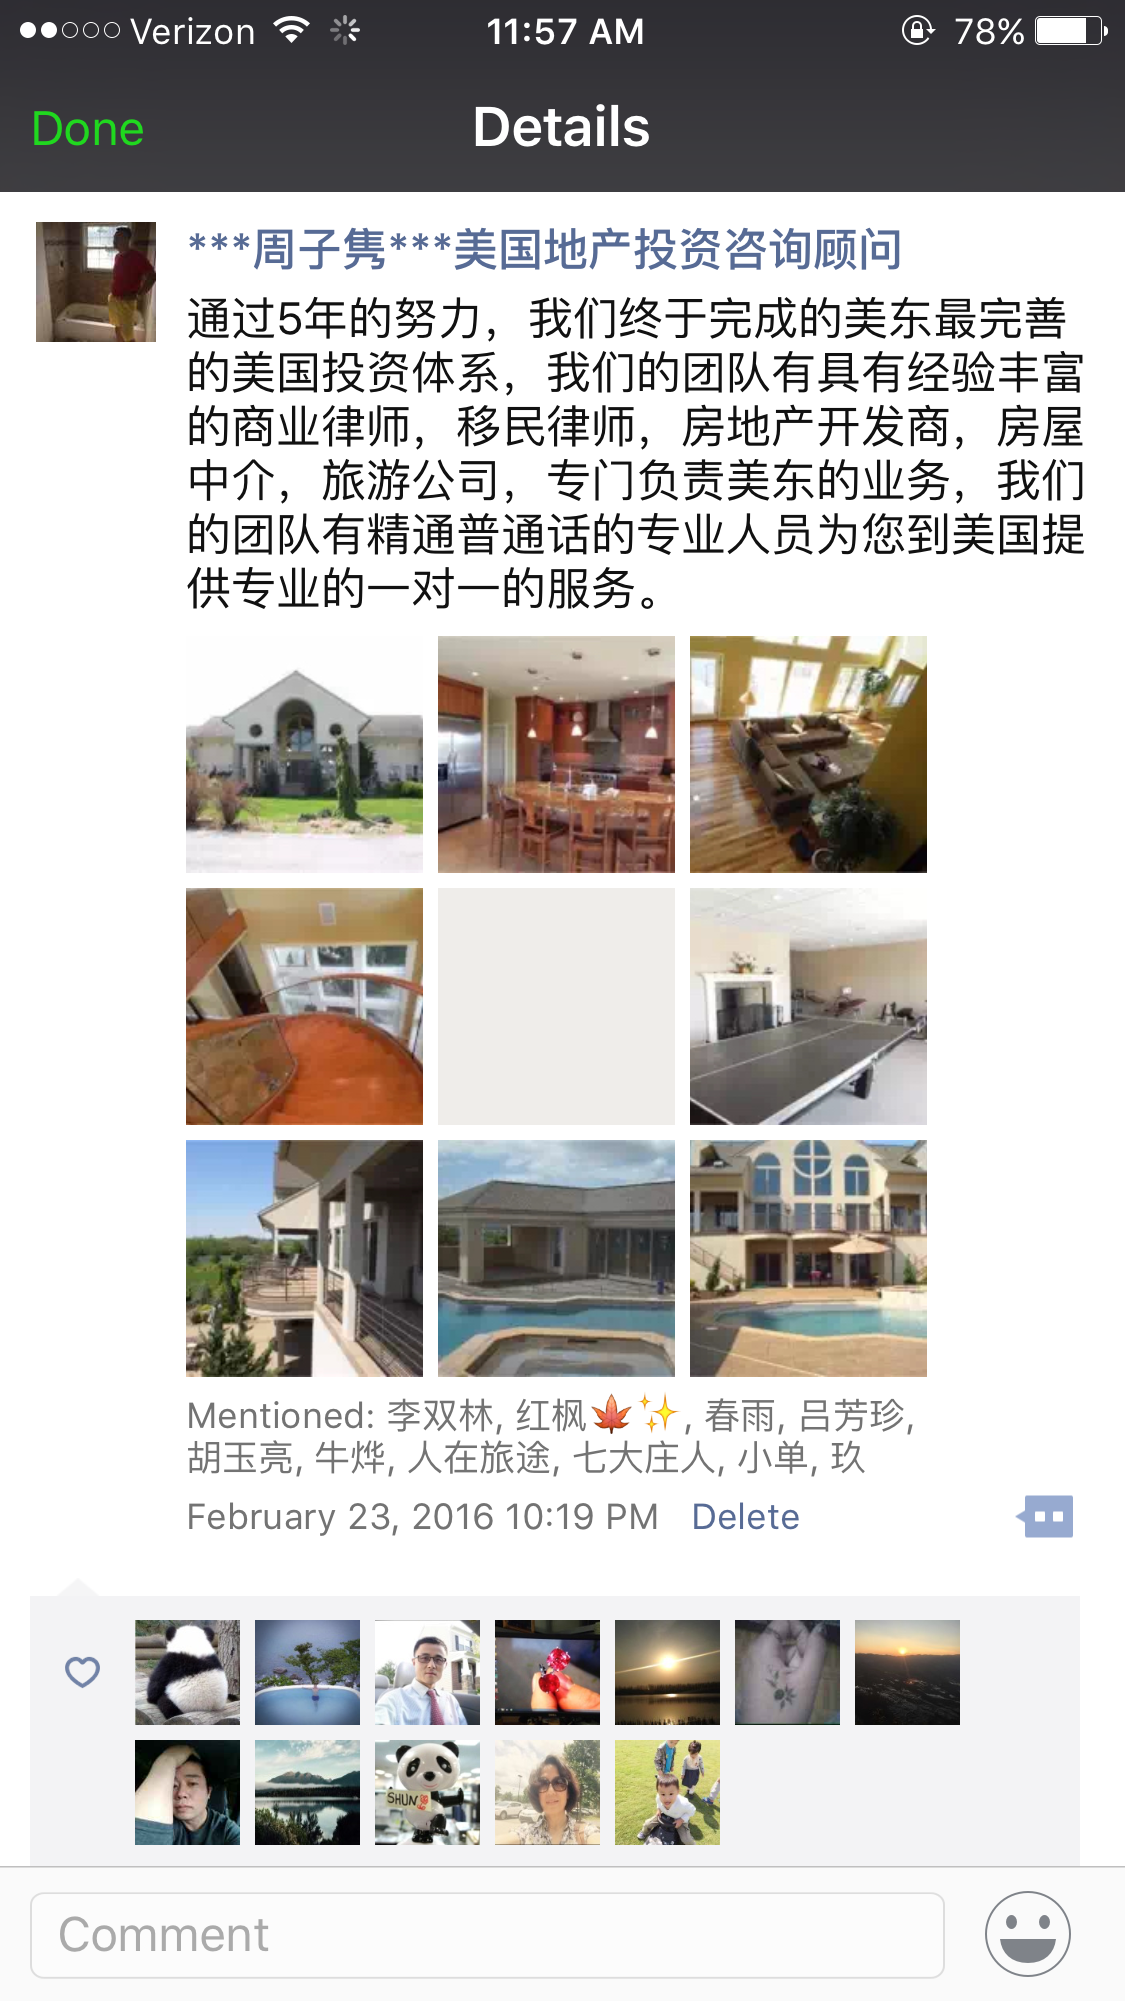 Verizon 11:57 AM 78%
Done Details
***周子隽***美国地产投资咨询顾问
通过5年的努力，我们终于完成的美东最完善
的美国投资体系，我们的团队有具有经验丰富
的商业律师，移民律师，房地产开发商，房屋
中介，旅游公司，专门负责美东的业务，我们
的团队有精通普通话的专业人员为您到美国提
供专业的一对一的服务。
Mentioned: 李双林, 红枫🍁✨, 春雨, 吕芳珍,
胡玉亮, 牛烨, 人在旅途, 七大庄人, 小单, 玖
February 23, 2016 10:19 PM Delete
SHUN
Comment